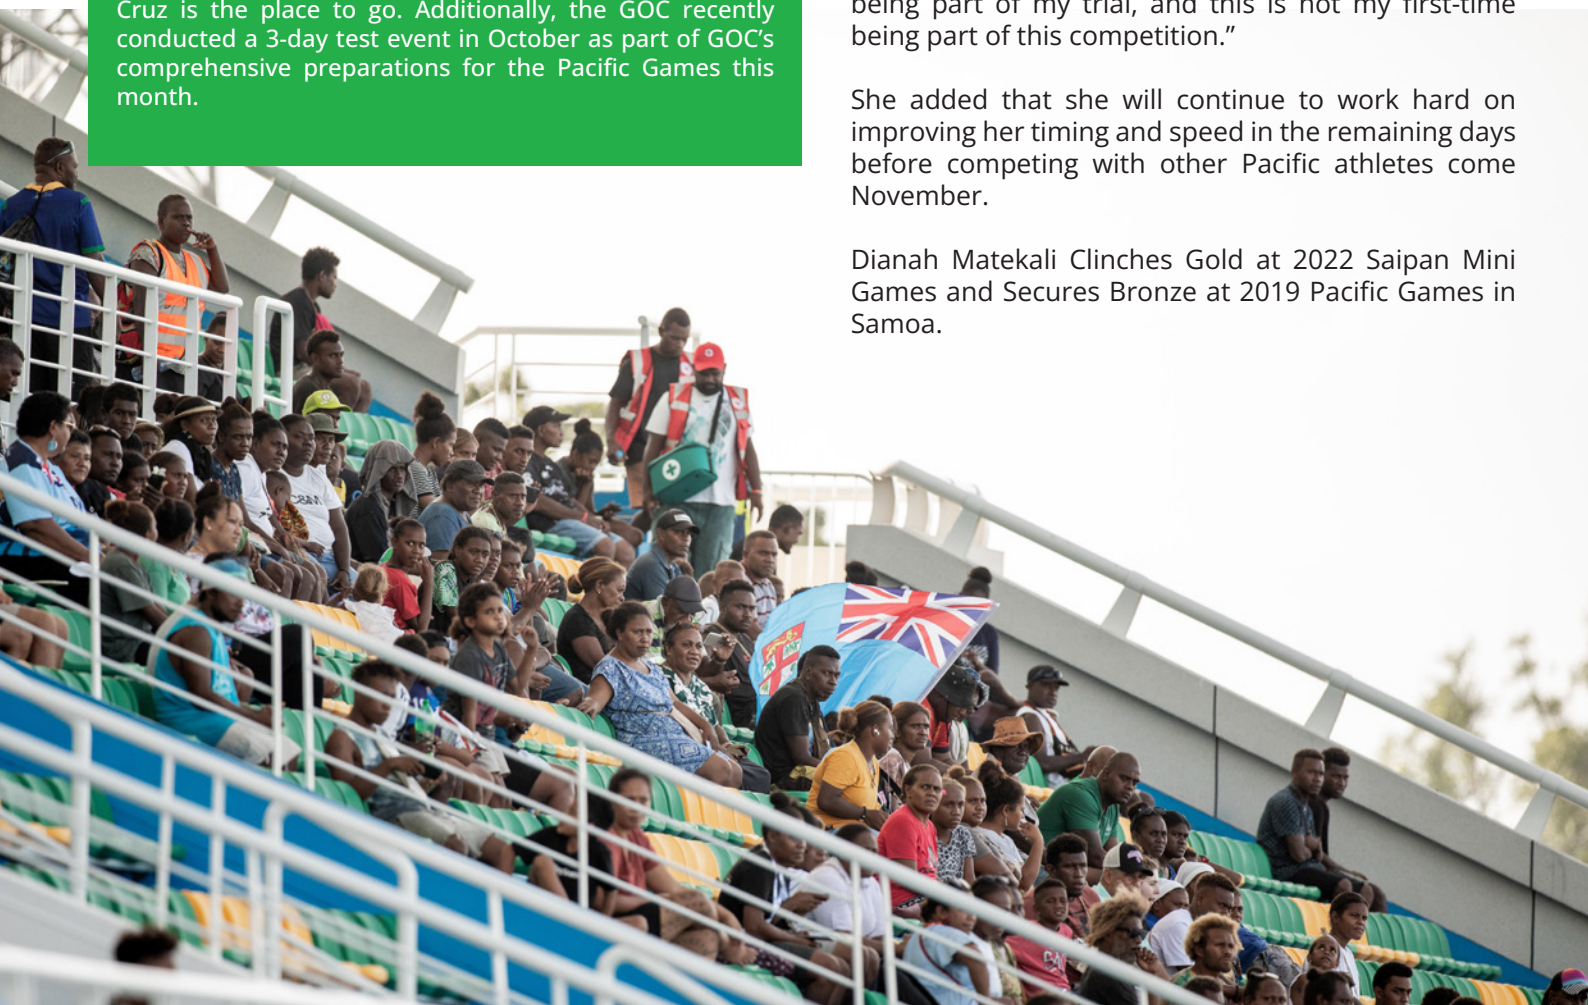 Cruz is the place to go. Additionally, the GOC recently
conducted a 3-day test event in October as part of GOC’s
comprehensive preparations for the Pacific Games this
month.
being part of my trial, and this is not my first-time
being part of this competition.”
She added that she will continue to work hard on
improving her timing and speed in the remaining days
before competing with other Pacific athletes come
November.
Dianah Matekali Clinches Gold at 2022 Saipan Mini
Games and Secures Bronze at 2019 Pacific Games in
Samoa.